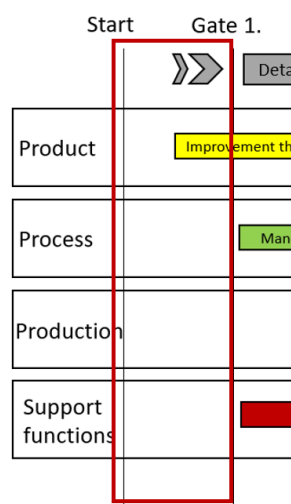 Start Gate 1.
Deta
Product
Improvement th
Process
Man
Production
Support
functions